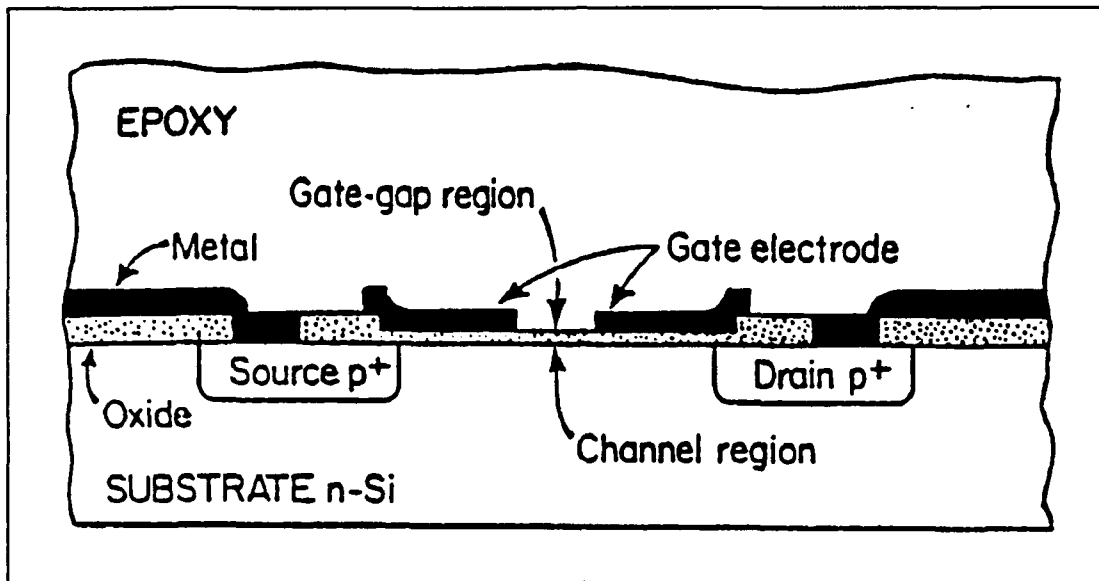 EPOXY
Gate-gap region
Metal
Gate electrode
Source p+
Drain p+
Oxide
Channel region
SUBSTRATE n-Si